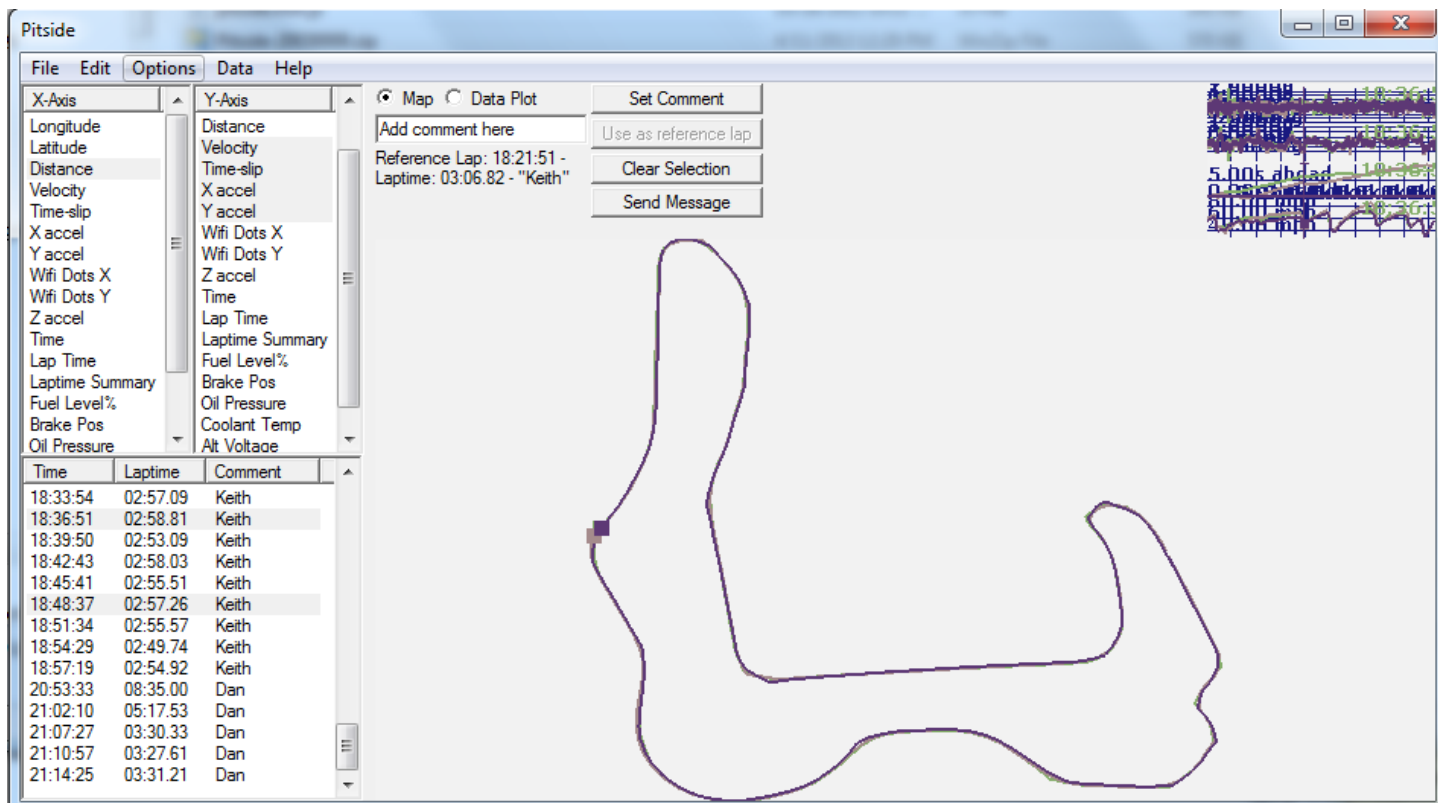 Pitside
File Edit Options Data Help
X-Axis
Longitude
Latitude
Distance
Velocity
Time-slip
X accel
Y accel
Wifi Dots X
Wifi Dots Y
Z accel
Time
Lap Time
Laptime Summary
Fuel Level%
Brake Pos
Oil Pressure
Y-Axis
Distance
Velocity
Time-slip
X accel
Y accel
Wifi Dots X
Wifi Dots Y
Z accel
Time
Lap Time
Laptime Summary
Fuel Level%
Brake Pos
Oil Pressure
Coolant Temp
Alt Voltage
Map Data Plot
Add comment here
Reference Lap: 18:21:51 -
Laptime: 03:06.82 - "Keith"
Set Comment
Use as reference lap
Clear Selection
Send Message
5.00s ahead
Time Laptime Comment
18:33:54 02:57.09 Keith
18:36:51 02:58.81 Keith
18:39:50 02:53.09 Keith
18:42:43 02:58.03 Keith
18:45:41 02:55.51 Keith
18:48:37 02:57.26 Keith
18:51:34 02:55.57 Keith
18:54:29 02:49.74 Keith
18:57:19 02:54.92 Keith
20:53:33 08:35.00 Dan
21:02:10 05:17.53 Dan
21:07:27 03:30.33 Dan
21:10:57 03:27.61 Dan
21:14:25 03:31.21 Dan